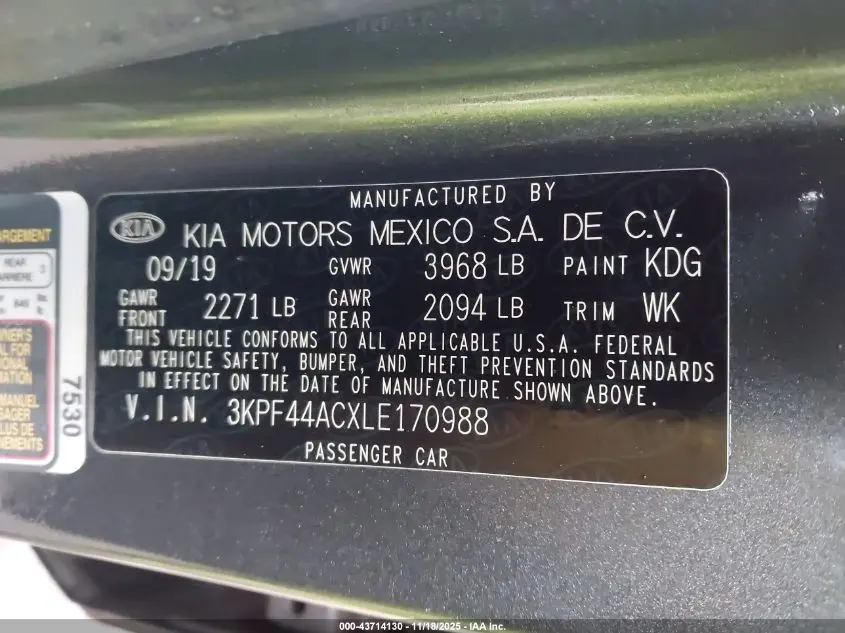 MANUFACTURED BY
KIA KIA MOTORS MEXICO S.A. DE C.V.
09/19 GVWR 3968 LB PAINT KDG
GAWR FRONT 2271 LB GAWR REAR 2094 LB TRIM WK
THIS VEHICLE CONFORMS TO ALL APPLICABLE U.S.A. FEDERAL
MOTOR VEHICLE SAFETY, BUMPER, AND THEFT PREVENTION STANDARDS
IN EFFECT ON THE DATE OF MANUFACTURE SHOWN ABOVE.
V.I.N. 3KPF44ACXLE170988
PASSENGER CAR
REAR
3
7530
000-43714130 - 11/18/2025 - IAA Inc.